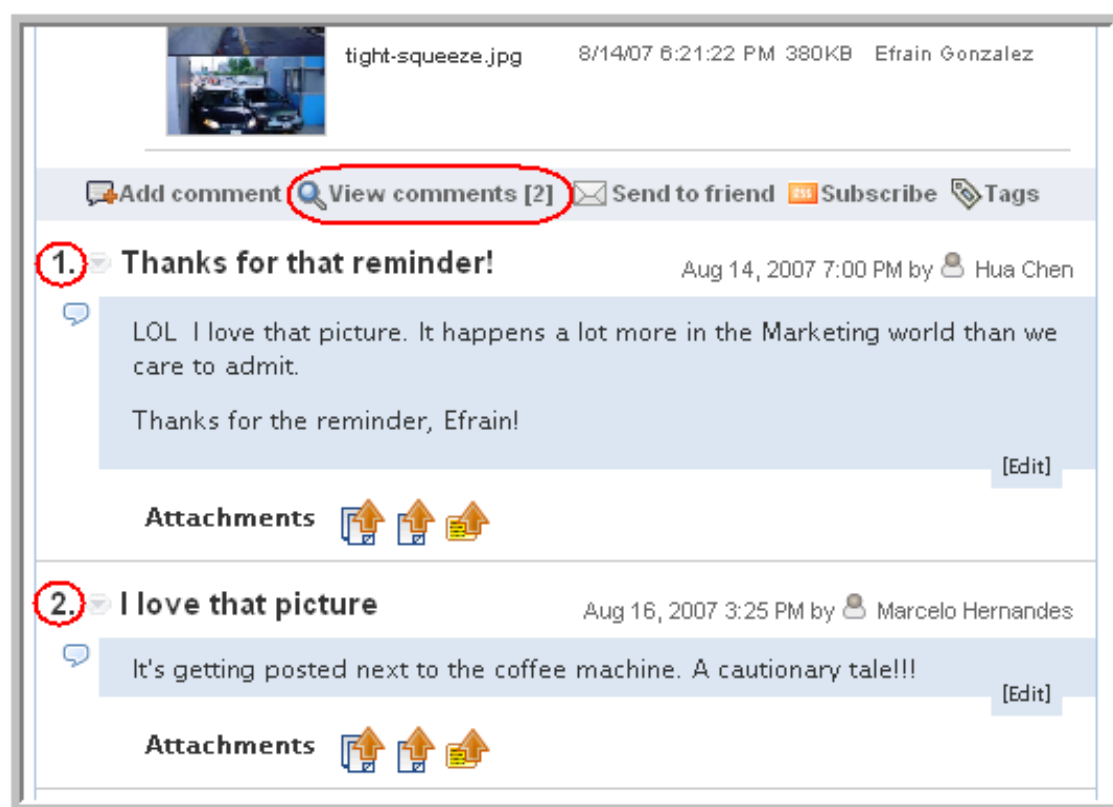 tight-squeeze.jpg 8/14/07 6:21:22 PM 380KB Efrain Gonzalez
Add comment View comments [2] Send to friend RSS Subscribe Tags
1. Thanks for that reminder! Aug 14, 2007 7:00 PM by Hua Chen
LOL I love that picture. It happens a lot more in the Marketing world than we
care to admit.
Thanks for the reminder, Efrain!
[Edit]
Attachments
2. I love that picture Aug 16, 2007 3:25 PM by Marcelo Hernandes
It's getting posted next to the coffee machine. A cautionary tale!!!
[Edit]
Attachments